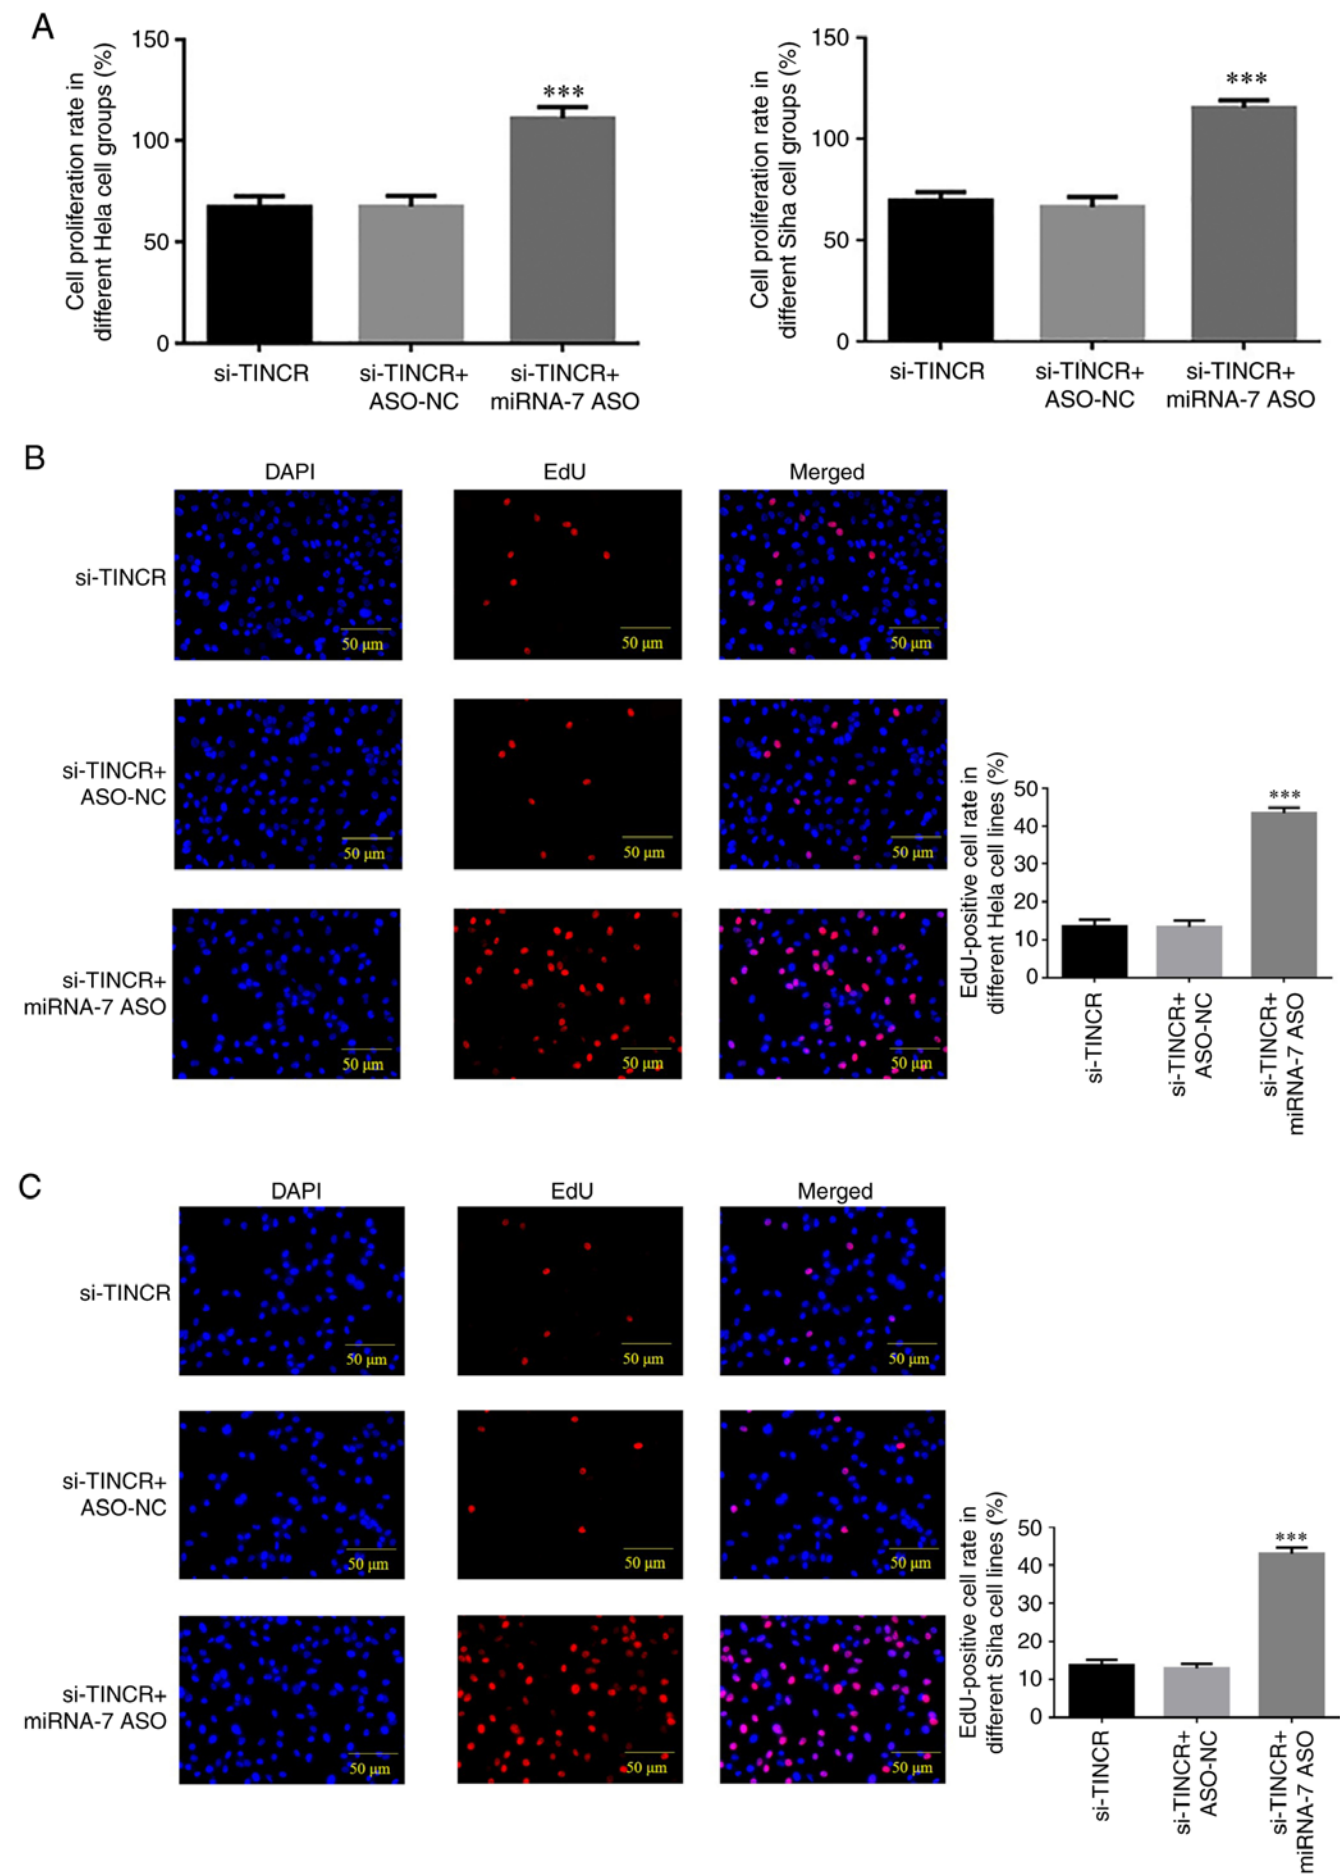 A
Cell proliferation rate in
different Hela cell groups (%)
150
100
50
0
***
si-TINCR
si-TINCR+
ASO-NC
si-TINCR+
miRNA-7 ASO
Cell proliferation rate in
different Siha cell groups (%)
150
100
50
0
***
si-TINCR
si-TINCR+
ASO-NC
si-TINCR+
miRNA-7 ASO
B
DAPI
EdU
Merged
si-TINCR
50 µm
50 µm
50 µm
si-TINCR+
ASO-NC
50 µm
50 µm
50 µm
si-TINCR+
miRNA-7 ASO
50 µm
50 µm
50 µm
EdU-positive cell rate in
different Hela cell lines (%)
50
40
30
20
10
0
***
si-TINCR
si-TINCR+
ASO-NC
si-TINCR+
miRNA-7 ASO
C
DAPI
EdU
Merged
si-TINCR
50 µm
50 µm
50 µm
si-TINCR+
ASO-NC
50 µm
50 µm
50 µm
si-TINCR+
miRNA-7 ASO
50 µm
50 µm
50 µm
EdU-positive cell rate in
different Siha cell lines (%)
50
40
30
20
10
0
***
si-TINCR
si-TINCR+
ASO-NC
si-TINCR+
miRNA-7 ASO